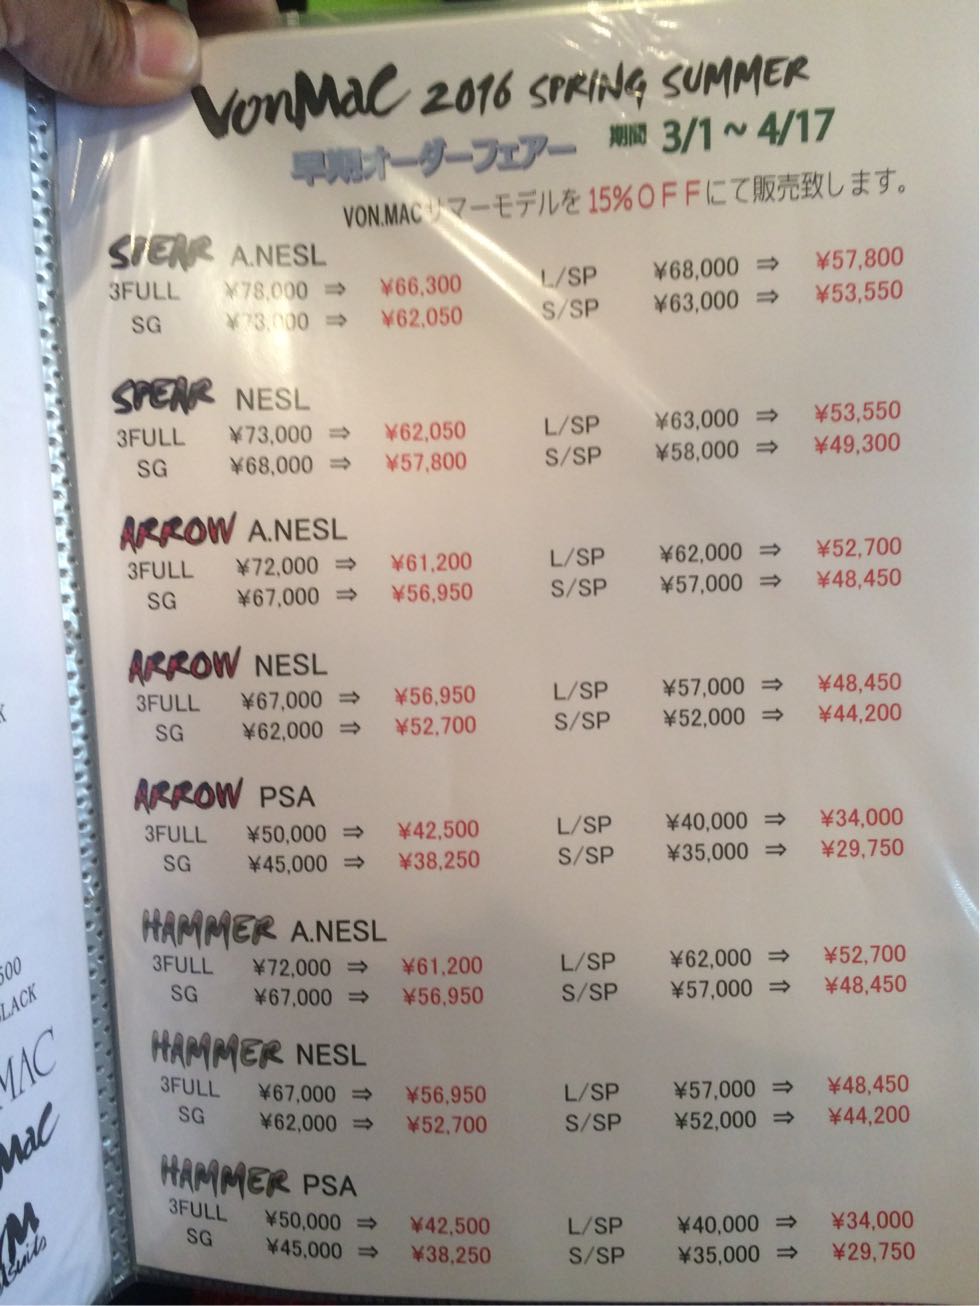 VonMac 2016 SPRING SUMMER
早期オーダーフェアー 期間 3/1～4/17
VON.MACサマーモデルを15%OFFにて販売致します。
SPEAR A.NESL
3FULL ¥78,000 ⇒ ¥66,300 L/SP ¥68,000 ⇒ ¥57,800
SG ¥73,000 ⇒ ¥62,050 S/SP ¥63,000 ⇒ ¥53,550
SPEAR NESL
3FULL ¥73,000 ⇒ ¥62,050 L/SP ¥63,000 ⇒ ¥53,550
SG ¥68,000 ⇒ ¥57,800 S/SP ¥58,000 ⇒ ¥49,300
ARROW A.NESL
3FULL ¥72,000 ⇒ ¥61,200 L/SP ¥62,000 ⇒ ¥52,700
SG ¥67,000 ⇒ ¥56,950 S/SP ¥57,000 ⇒ ¥48,450
ARROW NESL
3FULL ¥67,000 ⇒ ¥56,950 L/SP ¥57,000 ⇒ ¥48,450
SG ¥62,000 ⇒ ¥52,700 S/SP ¥52,000 ⇒ ¥44,200
ARROW PSA
3FULL ¥50,000 ⇒ ¥42,500 L/SP ¥40,000 ⇒ ¥34,000
SG ¥45,000 ⇒ ¥38,250 S/SP ¥35,000 ⇒ ¥29,750
HAMMER A.NESL
3FULL ¥72,000 ⇒ ¥61,200 L/SP ¥62,000 ⇒ ¥52,700
SG ¥67,000 ⇒ ¥56,950 S/SP ¥57,000 ⇒ ¥48,450
HAMMER NESL
3FULL ¥67,000 ⇒ ¥56,950 L/SP ¥57,000 ⇒ ¥48,450
SG ¥62,000 ⇒ ¥52,700 S/SP ¥52,000 ⇒ ¥44,200
HAMMER PSA
3FULL ¥50,000 ⇒ ¥42,500 L/SP ¥40,000 ⇒ ¥34,000
SG ¥45,000 ⇒ ¥38,250 S/SP ¥35,000 ⇒ ¥29,750